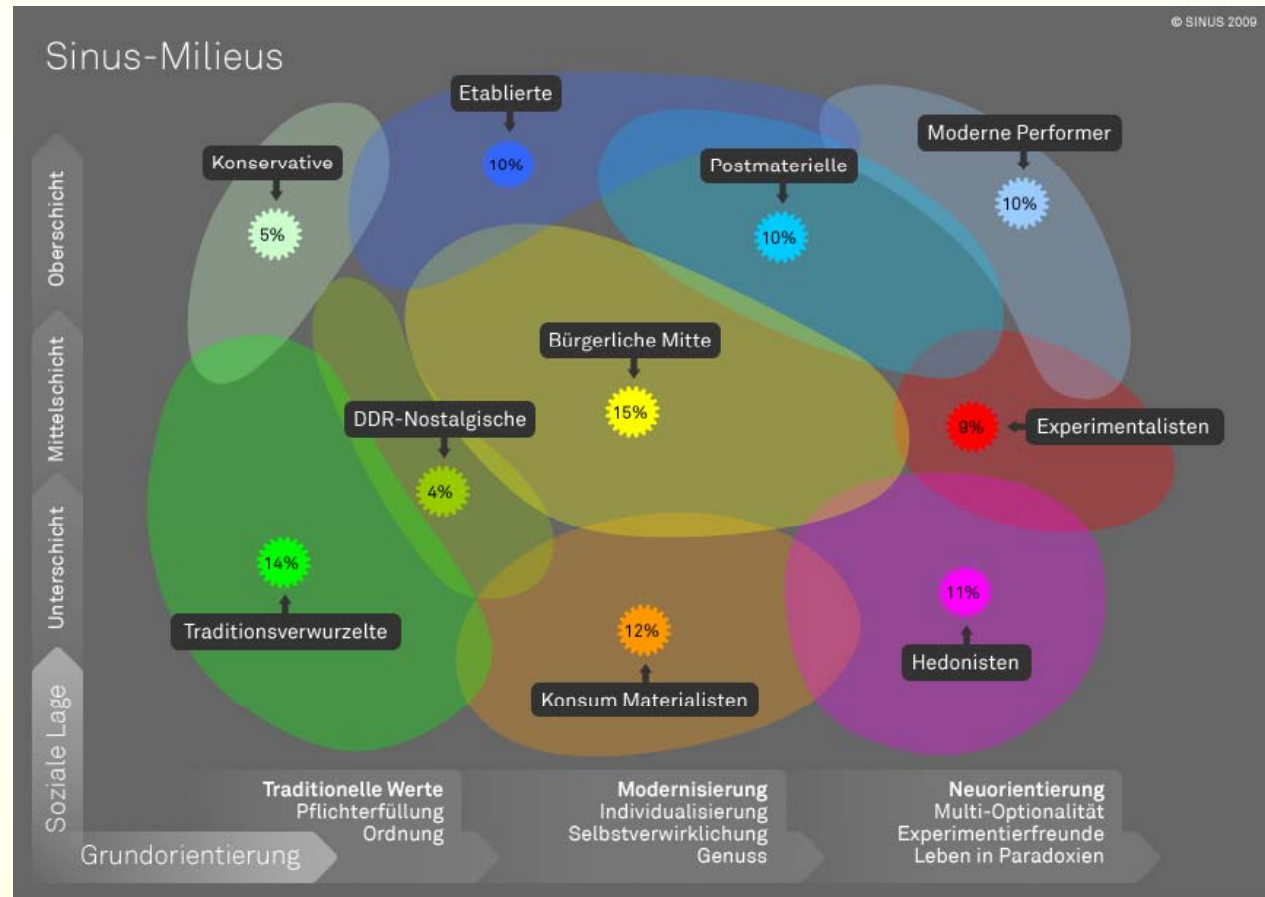 © SINUS 2009
Sinus-Milieus
Etablierte
10%
Konservative
5%
Postmaterielle
10%
Moderne Performer
10%
Bürgerliche Mitte
15%
DDR-Nostalgische
4%
9%
Experimentalisten
14%
Traditionsverwurzelte
12%
Konsum Materialisten
11%
Hedonisten
Oberschicht
Mittelschicht
Unterschicht
Soziale Lage
Grundorientierung
Traditionelle Werte
Pflichterfüllung
Ordnung
Modernisierung
Individualisierung
Selbstverwirklichung
Genuss
Neuorientierung
Multi-Optionalität
Experimentierfreunde
Leben in Paradoxien